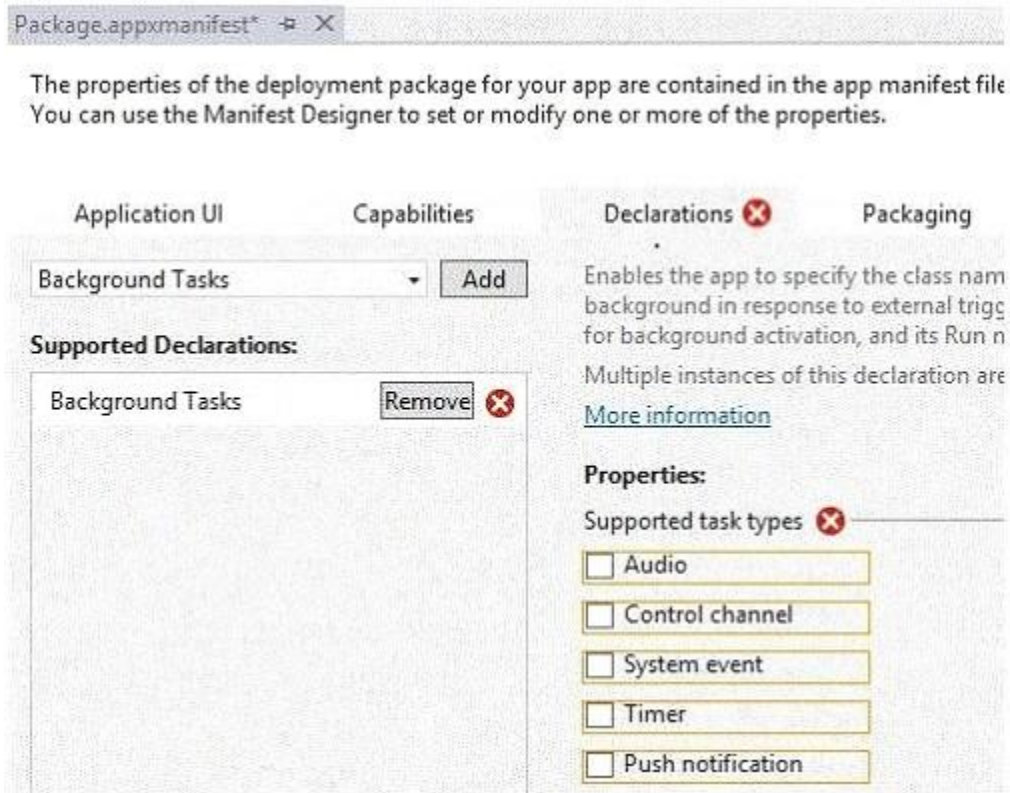 Package.appxmanifest*
The properties of the deployment package for your app are contained in the app manifest file
You can use the Manifest Designer to set or modify one or more of the properties.
Application UI Capabilities Declarations Packaging
Background Tasks Add
Supported Declarations:
Background Tasks Remove
Enables the app to specify the class nam
background in response to external trigg
for background activation, and its Run n
Multiple instances of this declaration are
More information
Properties:
Supported task types
Audio
Control channel
System event
Timer
Push notification